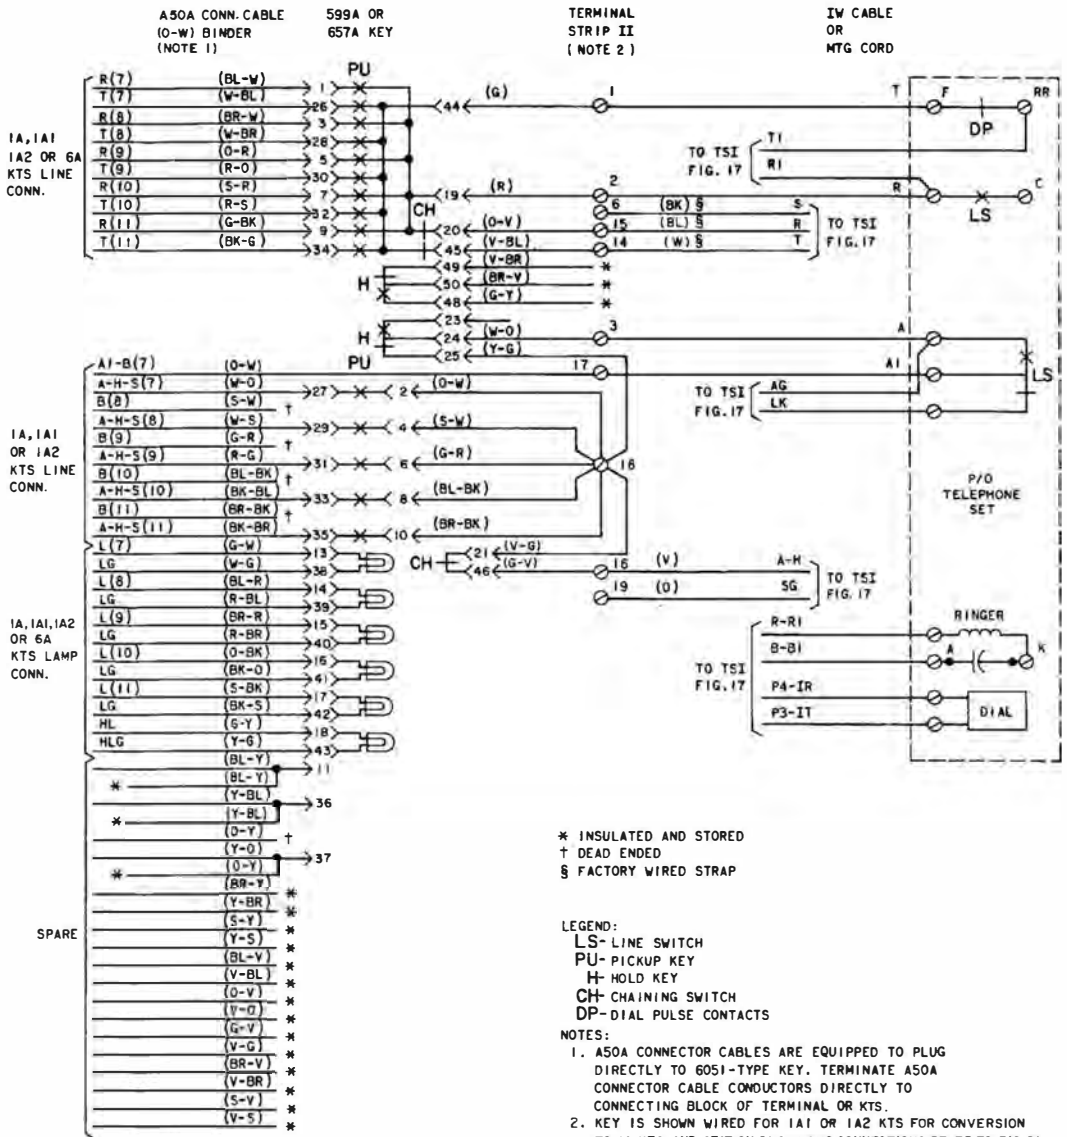 A50A CONN. CABLE (O-W) BINDER (NOTE 1)
599A OR 657A KEY
TERMINAL STRIP II (NOTE 2)
IW CABLE OR MTG CORD
PU
1A, 1A1 1A2 OR 6A KTS LINE CONN.
R(7) (BL-W) 1
T(7) (W-BL) 26 44 (G) 1 T F RR
R(8) (BR-W) 3
T(8) (W-BR) 28
R(9) (O-R) 5
T(9) (R-O) 30
R(10) (S-R) 7 19 (R) 2 R C
T(10) (R-S) 32
R(11) (G-BK) 9
T(11) (BK-G) 34
DP
TO TS1 FIG. 17 T1 R1
LS
CH
6 (BK) § S
20 (O-V) 15 (BL) § R
45 (V-BL) 14 (W) § T
TO TS1 FIG. 17
49 (V-BR) *
H 50 (BR-V) *
48 (G-Y) *
23
H 24 (W-O) 3 A
25 (Y-G)
PU
1A, 1A1 OR 1A2 KTS LINE CONN.
A1-B(7) (O-W) 17 A1
A-H-S(7) (W-O) 27 2 (O-W)
B(8) (S-W) †
A-H-S(8) (W-S) 29 4 (S-W)
B(9) (G-R) †
A-H-S(9) (R-G) 31 6 (G-R) 16
B(10) (BL-BK) †
A-H-S(10) (BK-BL) 33 8 (BL-BK)
B(11) (BR-BK) †
A-H-S(11) (BK-BR) 35 10 (BR-BK)
LS
TO TS1 FIG. 17 AG LK
P/O TELEPHONE SET
1A, 1A1, 1A2 OR 6A KTS LAMP CONN.
L(7) (G-W) 13
LG (W-G) 38
L(8) (BL-R) 14
LG (R-BL) 39
L(9) (BR-R) 15
LG (R-BR) 40
L(10) (O-BK) 16
LG (BK-O) 41
L(11) (S-BK) 17
LG (BK-S) 42
HL (G-Y) 18
HLG (Y-G) 43
CH 21 (V-G)
46 (G-V) 18 (V) A-H
19 (O) SG
TO TS1 FIG. 17
RINGER
R-R1
B-B1 A K
TO TS1 FIG. 17
P4-1R
P3-1T
DIAL
SPARE
(BL-Y) 11
* (BL-Y)
(Y-BL) 36
* (Y-BL)
(O-Y) †
(Y-O) 37
* (O-Y)
(BR-Y) *
(Y-BR) *
(S-Y) *
(Y-S) *
(BL-V) *
(V-BL) *
(O-V) *
(V-O) *
(G-V) *
(V-G) *
(BR-V) *
(V-BR) *
(S-V) *
(V-S) *
* INSULATED AND STORED
† DEAD ENDED
§ FACTORY WIRED STRAP
LEGEND:
LS- LINE SWITCH
PU- PICKUP KEY
H- HOLD KEY
CH- CHAINING SWITCH
DP- DIAL PULSE CONTACTS
NOTES:
1. A50A CONNECTOR CABLES ARE EQUIPPED TO PLUG
DIRECTLY TO 6051-TYPE KEY. TERMINATE A50A
CONNECTOR CABLE CONDUCTORS DIRECTLY TO
CONNECTING BLOCK OF TERMINAL OR KTS.
2. KEY IS SHOWN WIRED FOR 1A1 OR 1A2 KTS FOR CONVERSION